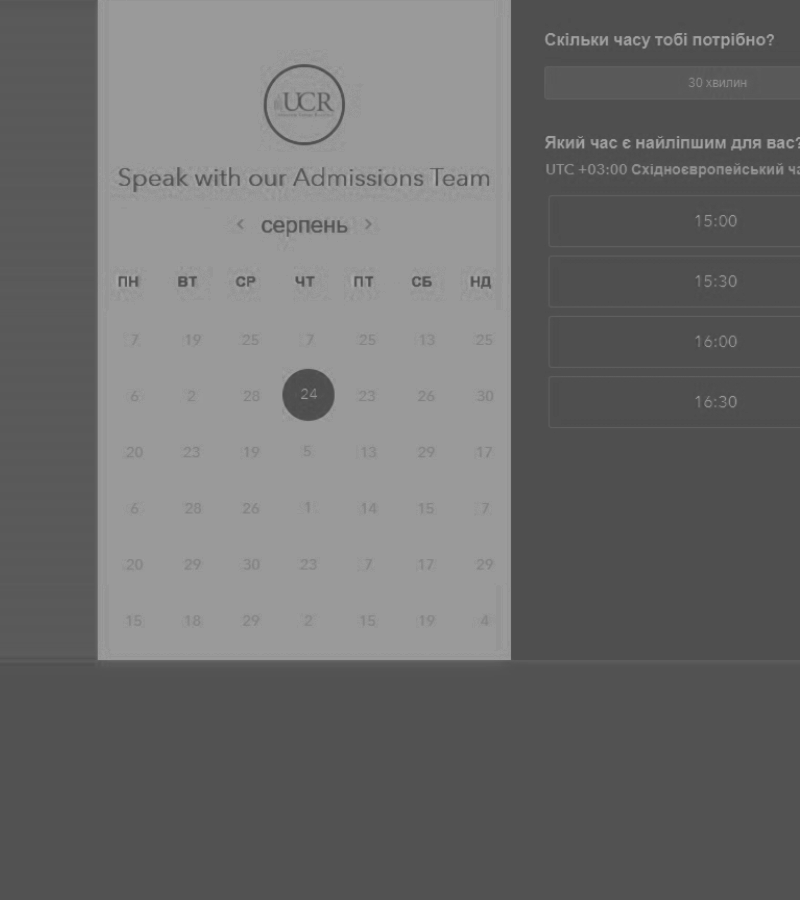 UCR
Speak with our Admissions Team
серпень
ПН ВТ СР ЧТ ПТ СБ НД
7 19 25 7 25 13 25
6 2 28 24 23 26 30
20 23 19 5 13 29 17
6 28 26 1 14 15 7
20 29 30 23 7 17 29
15 18 29 2 15 19 4
Скільки часу тобі потрібно?
30 хвилин
Який час є найліпшим для вас?
UTC +03:00 Східноєвропейський ча
15:00
15:30
16:00
16:30